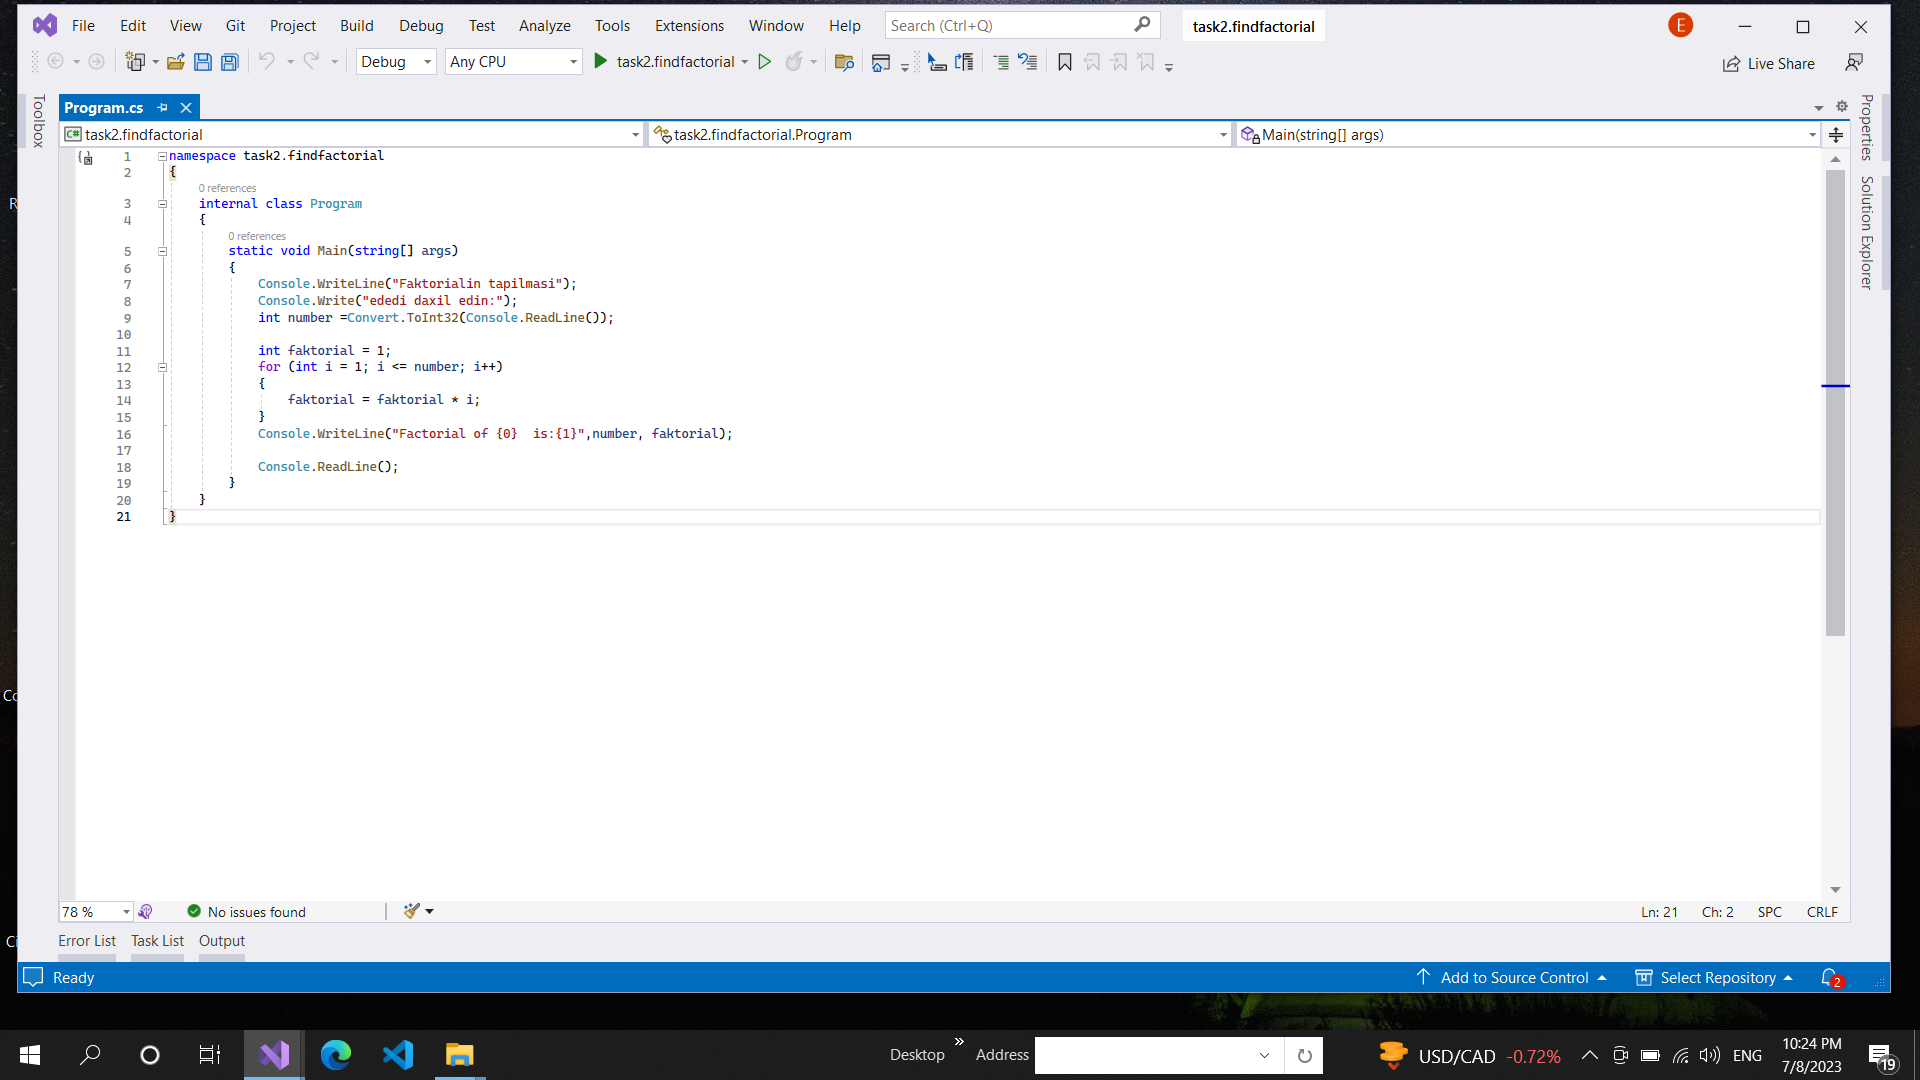 File Edit View Git Project Build Debug Test Analyze Tools Extensions Window Help Search (Ctrl+Q) task2.findfactorial E
Debug Any CPU task2.findfactorial Live Share
Toolbox
Program.cs
Properties
Solution Explorer
C# task2.findfactorial task2.findfactorial.Program Main(string[] args)
1 namespace task2.findfactorial
2 {
0 references
3 internal class Program
4 {
0 references
5 static void Main(string[] args)
6 {
7 Console.WriteLine("Faktorialin tapilmasi");
8 Console.Write("ededi daxil edin:");
9 int number =Convert.ToInt32(Console.ReadLine());
10
11 int faktorial = 1;
12 for (int i = 1; i <= number; i++)
13 {
14 faktorial = faktorial * i;
15 }
16 Console.WriteLine("Factorial of {0}  is:{1}",number, faktorial);
17
18 Console.ReadLine();
19 }
20 }
21 }
78 % No issues found Ln: 21 Ch: 2 SPC CRLF
Error List Task List Output
Ready Add to Source Control Select Repository 2
Desktop » Address USD/CAD -0.72% ENG 10:24 PM
7/8/2023 19